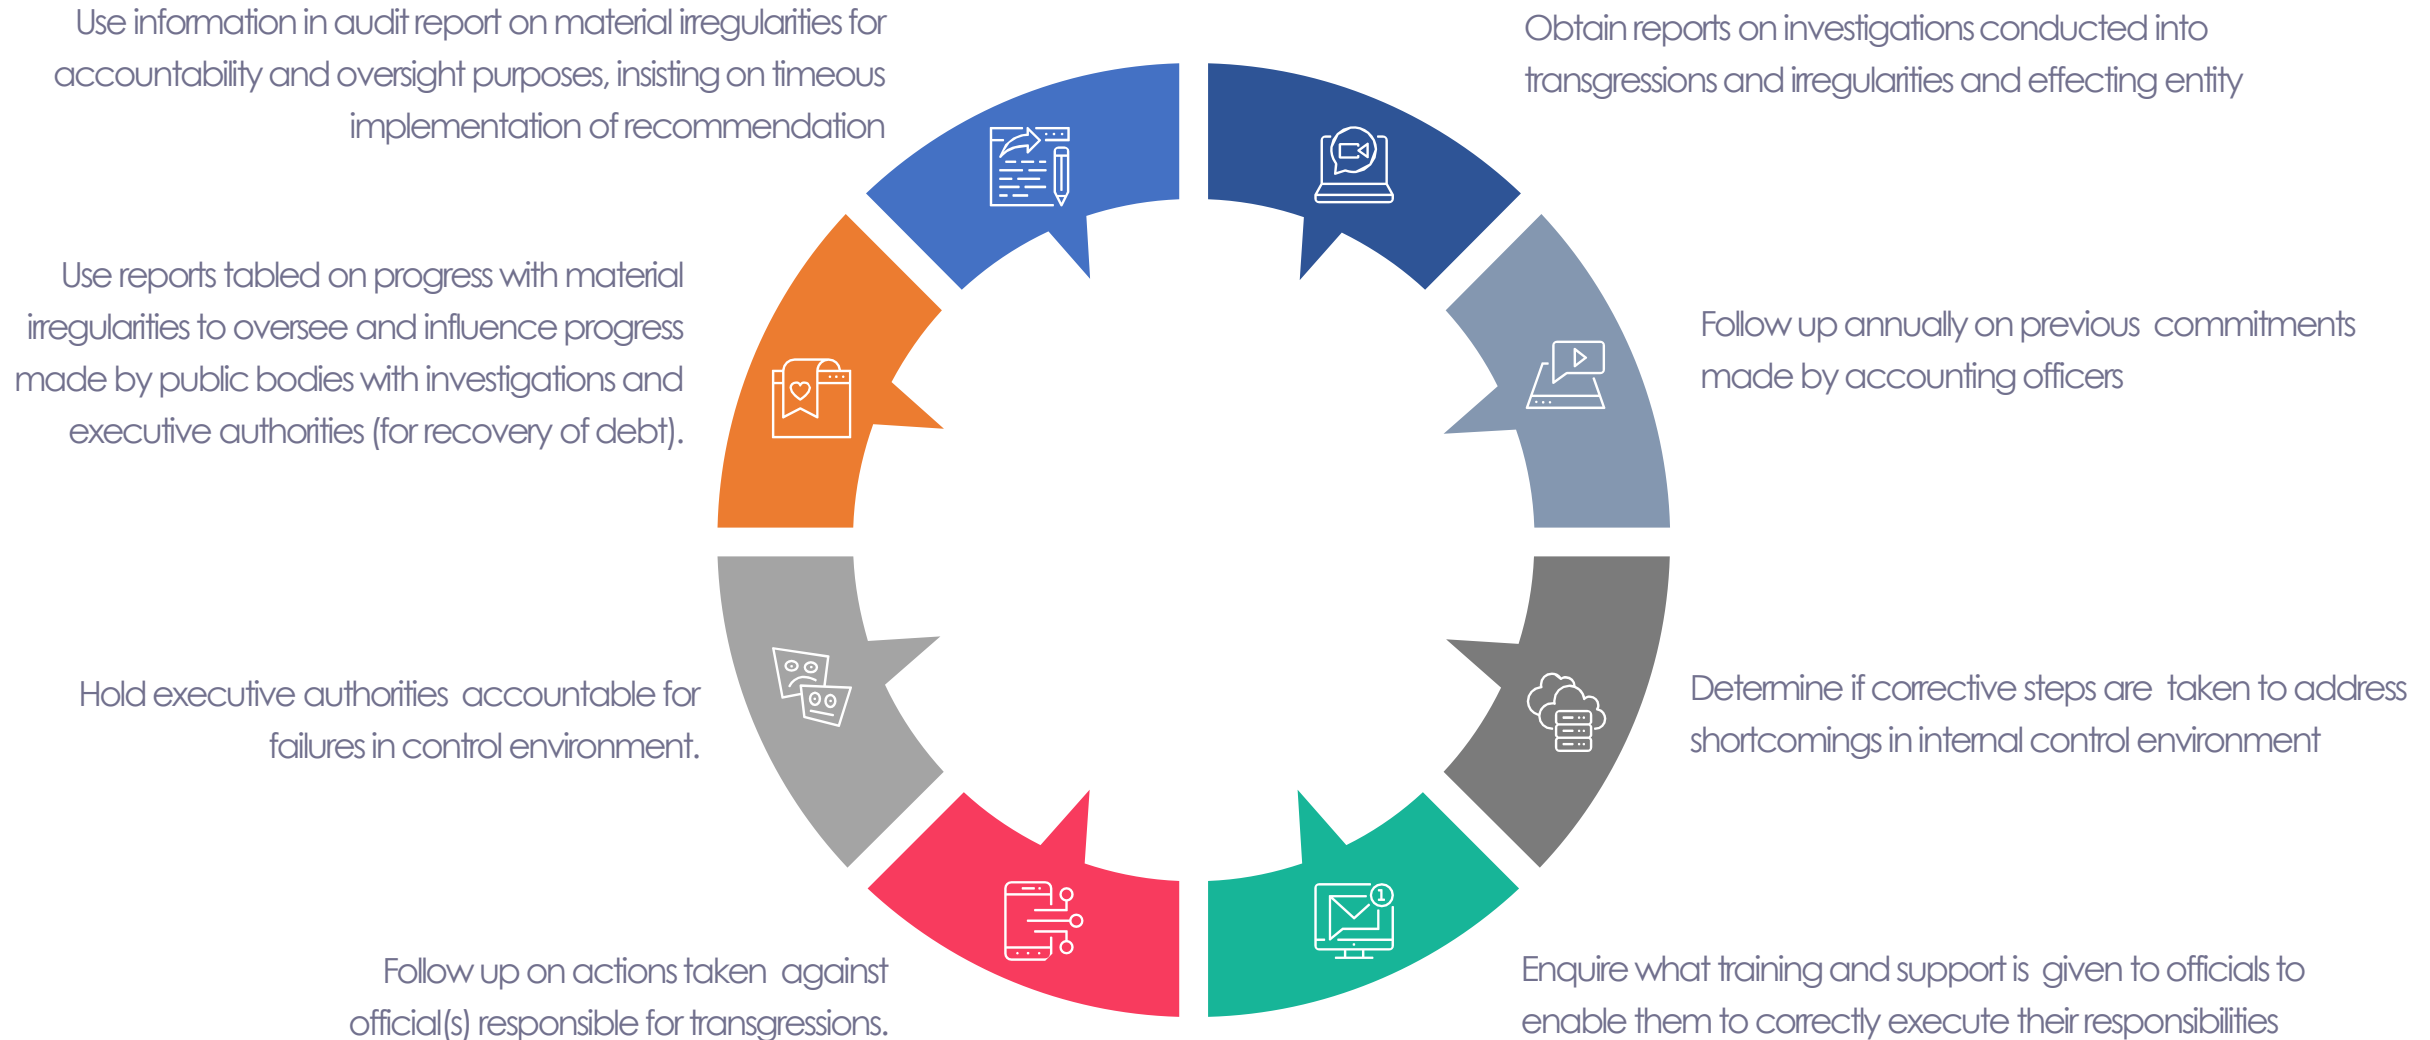 Use information in audit report on material irregularities for
accountability and oversight purposes, insisting on timeous
implementation of recommendation
Obtain reports on investigations conducted into
transgressions and irregularities and effecting entity
Use reports tabled on progress with material
irregularities to oversee and influence progress
made by public bodies with investigations and
executive authorities (for recovery of debt).
Follow up annually on previous commitments
made by accounting officers
Hold executive authorities accountable for
failures in control environment.
Determine if corrective steps are taken to address
shortcomings in internal control environment
Follow up on actions taken against
official(s) responsible for transgressions.
1
Enquire what training and support is given to officials to
enable them to correctly execute their responsibilities